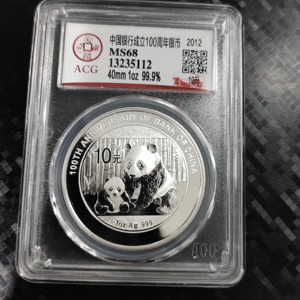 中国银行成立100周年银币 2012
MS68
13235112
ACG
40mm 1oz 99.9%
100TH ANNIVERSARY OF BANK OF CHINA
10元
1oz Ag .999